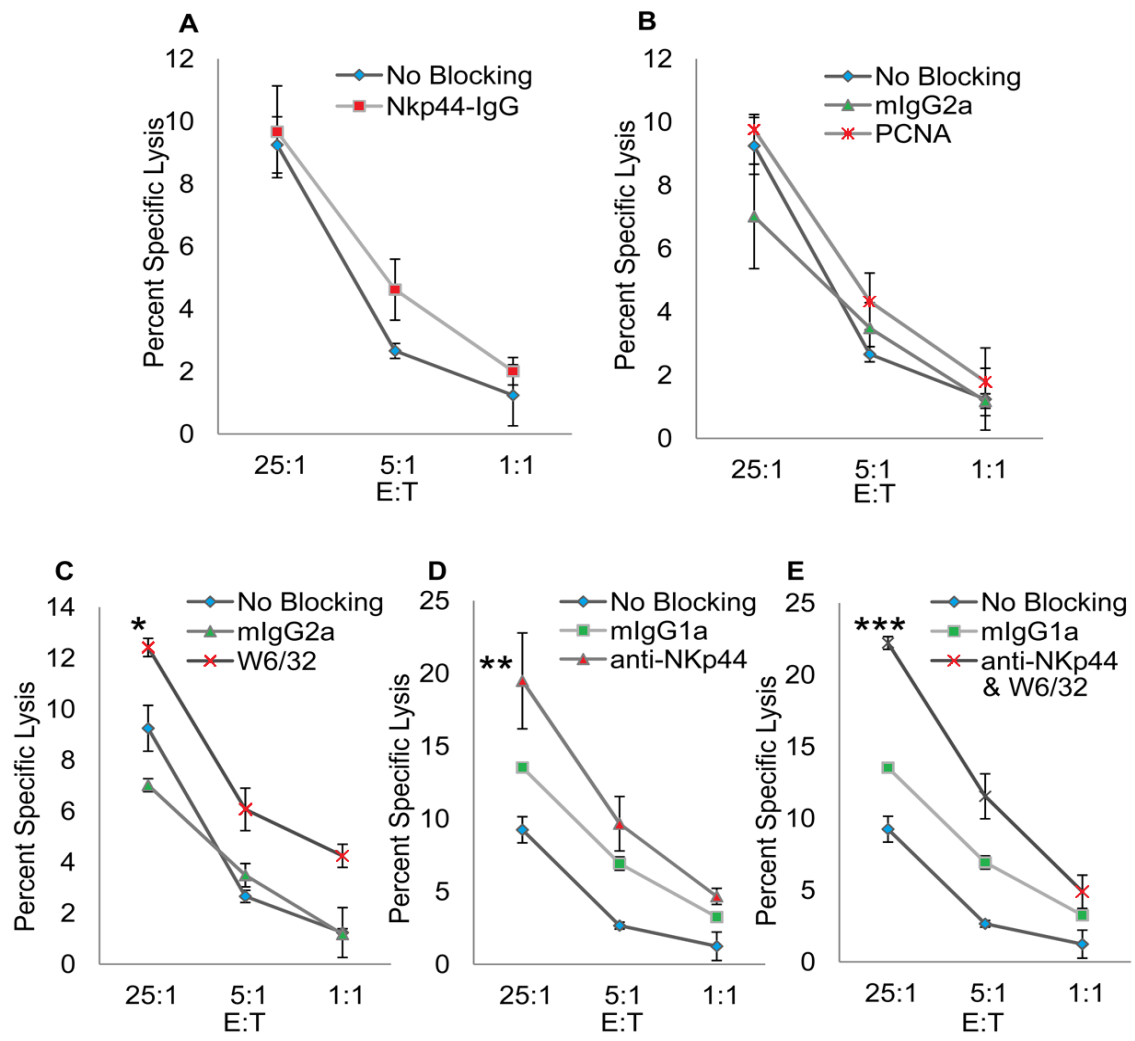 A
Percent Specific Lysis
12
10
8
6
4
2
0
No Blocking
Nkp44-IgG
25:1
5:1
1:1
E:T
B
Percent Specific Lysis
12
10
8
6
4
2
0
No Blocking
mIgG2a
PCNA
25:1
5:1
1:1
E:T
C
Percent Specific Lysis
14
12
10
8
6
4
2
0
No Blocking
mIgG2a
W6/32
*
25:1
5:1
1:1
E:T
D
Percent Specific Lysis
25
20
15
10
5
0
No Blocking
mIgG1a
anti-NKp44
**
25:1
5:1
1:1
E:T
E
Percent Specific Lysis
25
20
15
10
5
0
No Blocking
mIgG1a
anti-NKp44
& W6/32
***
25:1
5:1
1:1
E:T